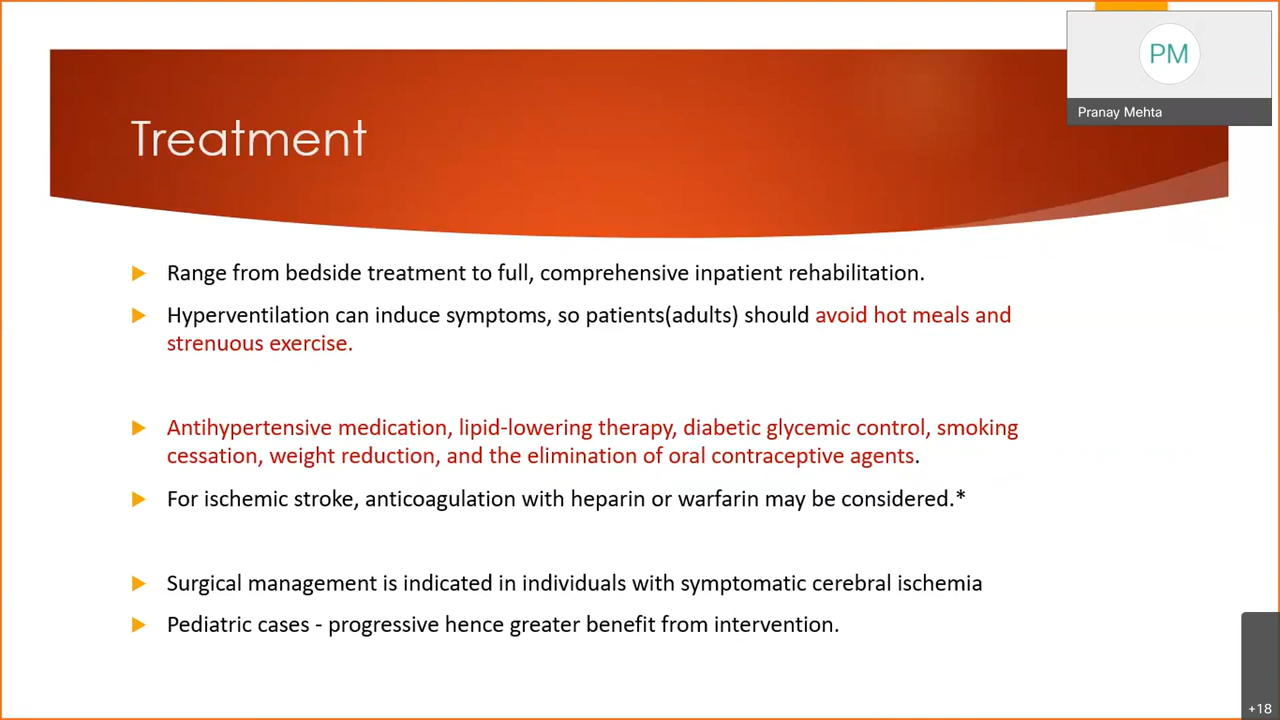 PM
Pranay Mehta
Treatment
Range from bedside treatment to full, comprehensive inpatient rehabilitation.
Hyperventilation can induce symptoms, so patients(adults) should avoid hot meals and
strenuous exercise.
Antihypertensive medication, lipid-lowering therapy, diabetic glycemic control, smoking
cessation, weight reduction, and the elimination of oral contraceptive agents.
For ischemic stroke, anticoagulation with heparin or warfarin may be considered.*
Surgical management is indicated in individuals with symptomatic cerebral ischemia
Pediatric cases - progressive hence greater benefit from intervention.
+18